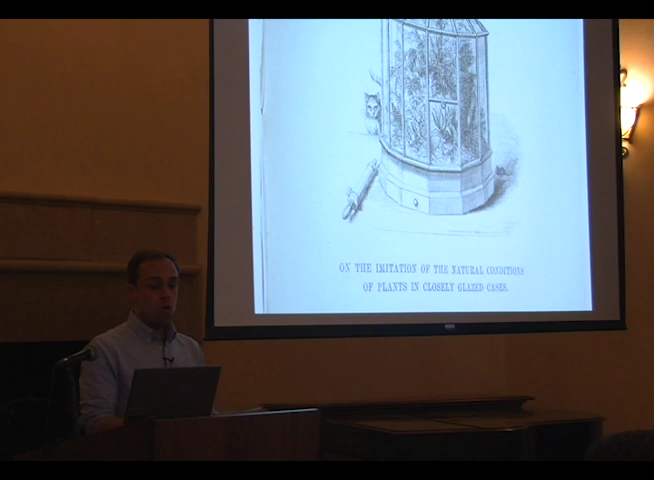 ON THE IMITATION OF THE NATURAL CONDITIONS
OF PLANTS IN CLOSELY GLAZED CASES.